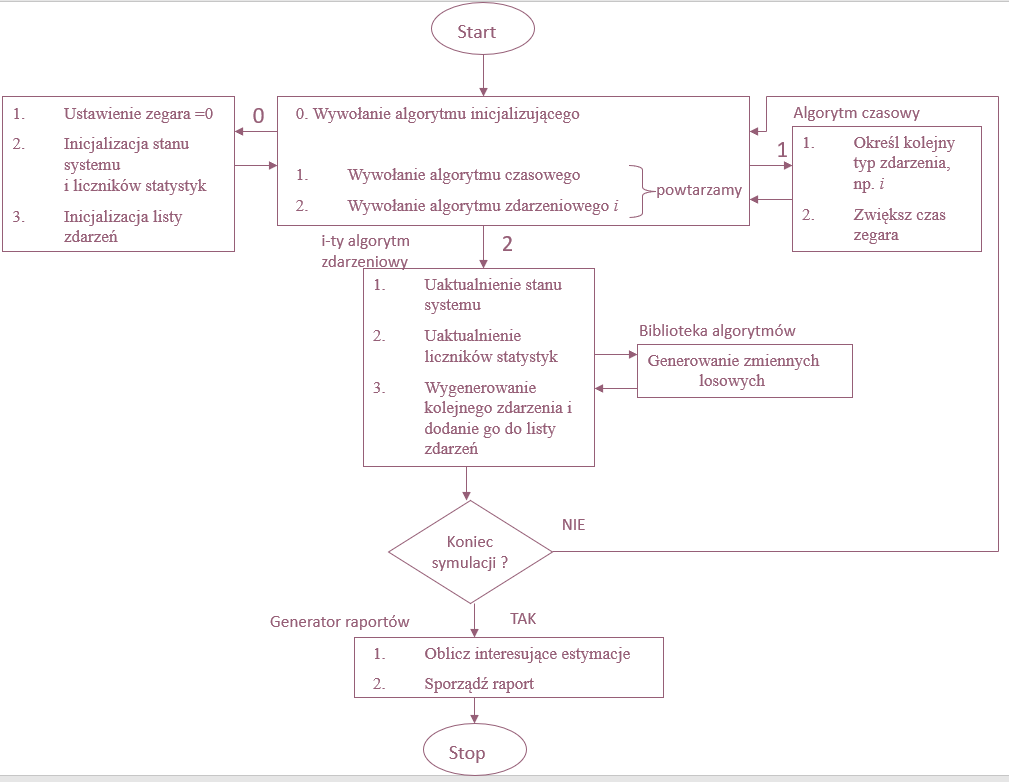 Start
1. Ustawienie zegara =0
2. Inicjalizacja stanu
systemu
i liczników statystyk
3. Inicjalizacja listy
zdarzeń
0
0. Wywołanie algorytmu inicjalizującego
1. Wywołanie algorytmu czasowego
2. Wywołanie algorytmu zdarzeniowego i
powtarzamy
1
Algorytm czasowy
1. Określ kolejny
typ zdarzenia,
np. i
2. Zwiększ czas
zegara
i-ty algorytm
zdarzeniowy
2
1. Uaktualnienie stanu
systemu
2. Uaktualnienie
liczników statystyk
3. Wygenerowanie
kolejnego zdarzenia i
dodanie go do listy
zdarzeń
Biblioteka algorytmów
Generowanie zmiennych
losowych
Koniec
symulacji ?
NIE
TAK
Generator raportów
1. Oblicz interesujące estymacje
2. Sporządź raport
Stop